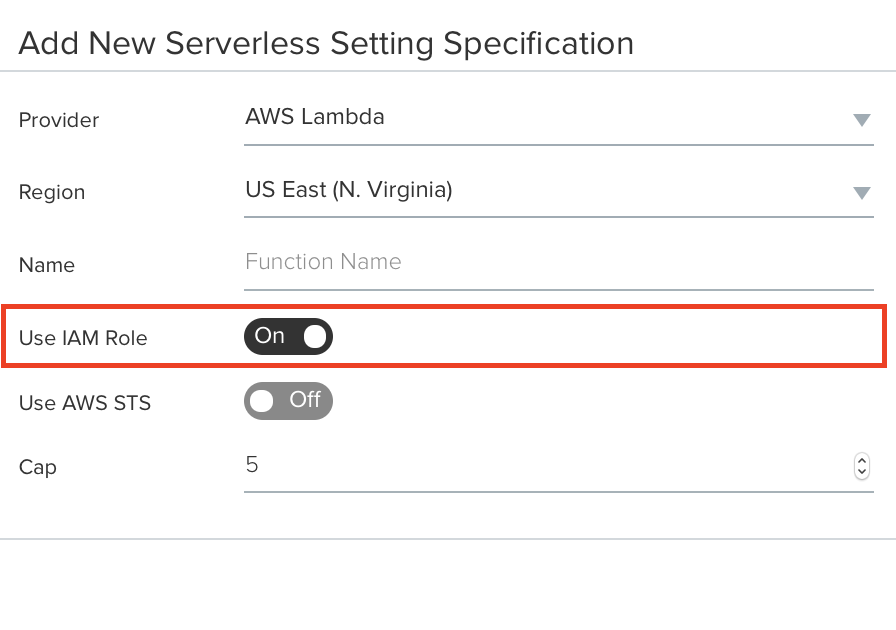 Add New Serverless Setting Specification
Provider AWS Lambda
Region US East (N. Virginia)
Name Function Name
Use IAM Role On
Use AWS STS Off
Cap 5